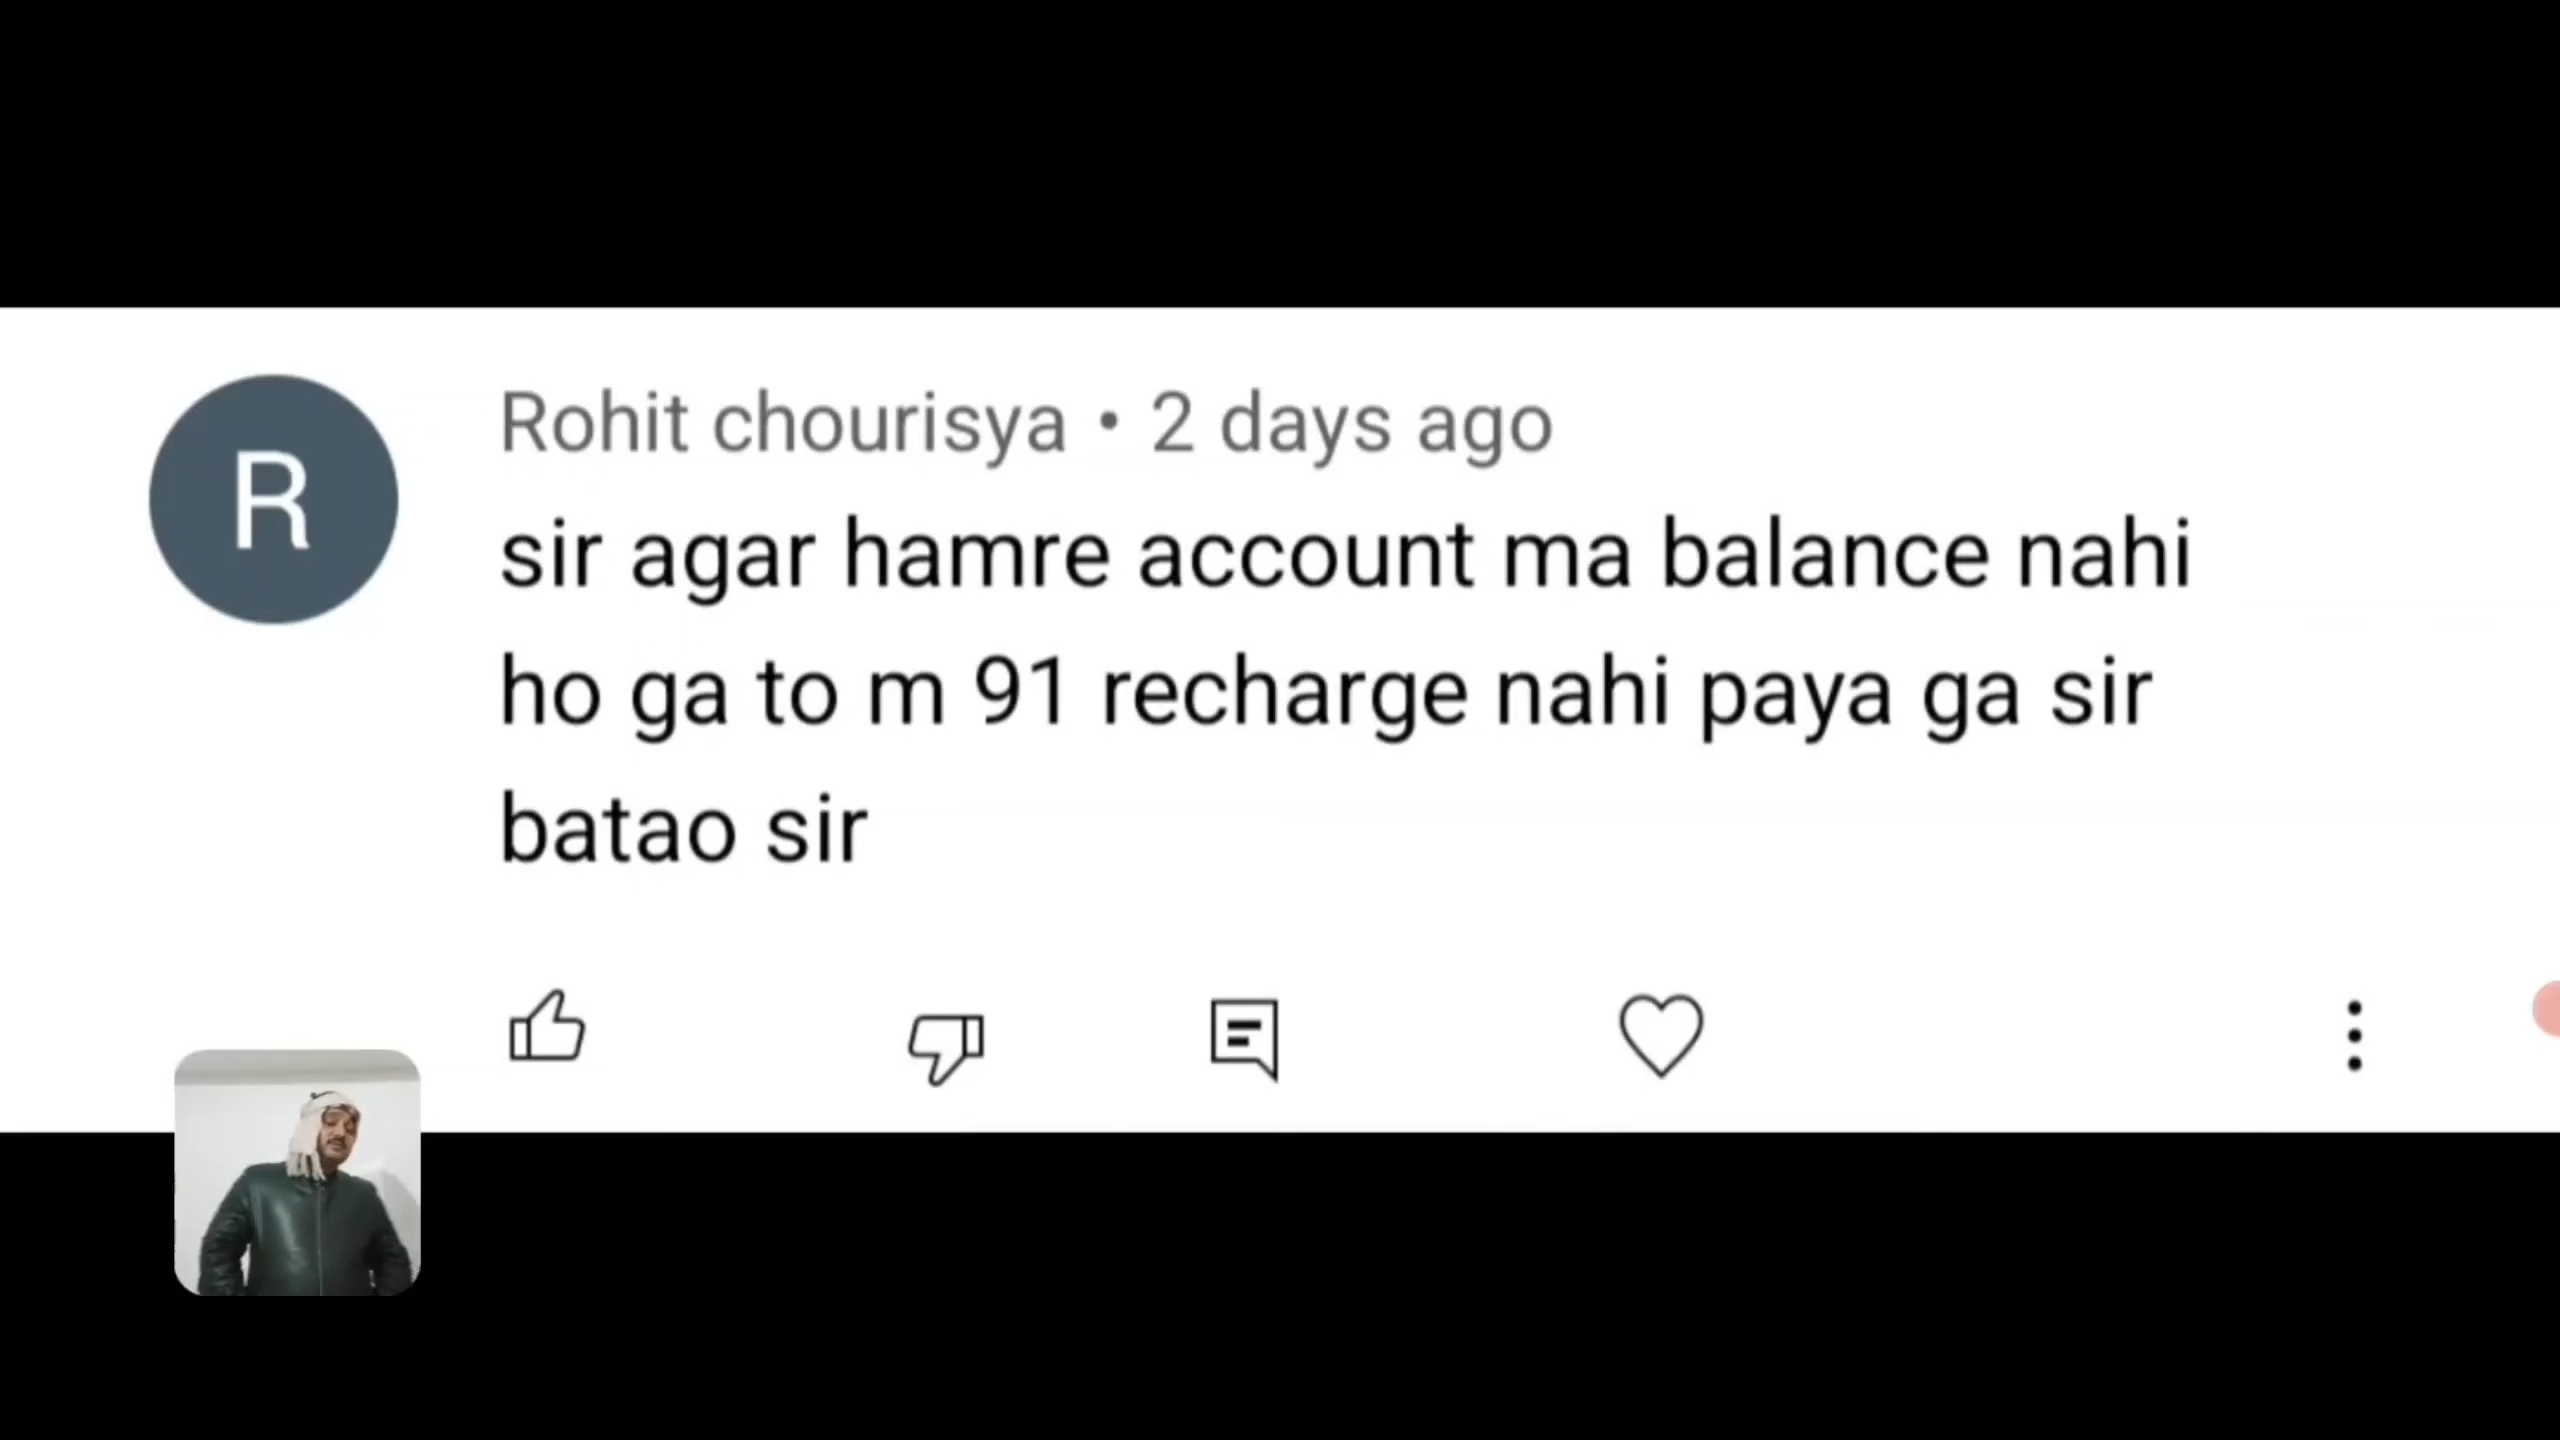 R
Rohit chourisya • 2 days ago
sir agar hamre account ma balance nahi
ho ga to m 91 recharge nahi paya ga sir
batao sir